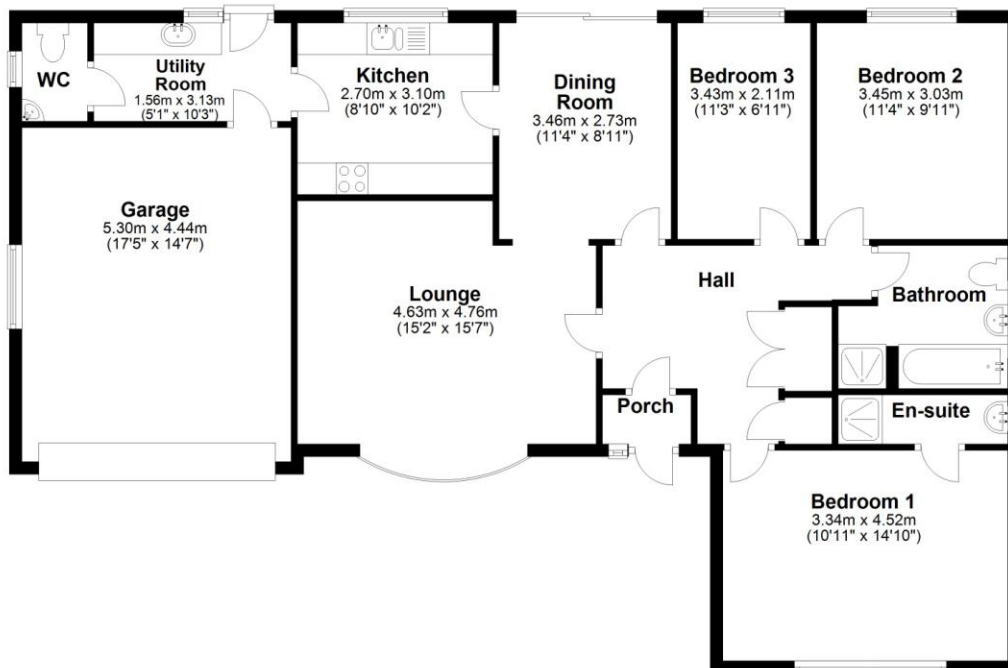 WC
Utility
Room
1.56m x 3.13m
(5'1" x 10'3")
Kitchen
2.70m x 3.10m
(8'10" x 10'2")
Dining
Room
3.46m x 2.73m
(11'4" x 8'11")
Bedroom 3
3.43m x 2.11m
(11'3" x 6'11")
Bedroom 2
3.45m x 3.03m
(11'4" x 9'11")
Garage
5.30m x 4.44m
(17'5" x 14'7")
Lounge
4.63m x 4.76m
(15'2" x 15'7")
Hall
Bathroom
Porch
En-suite
Bedroom 1
3.34m x 4.52m
(10'11" x 14'10")